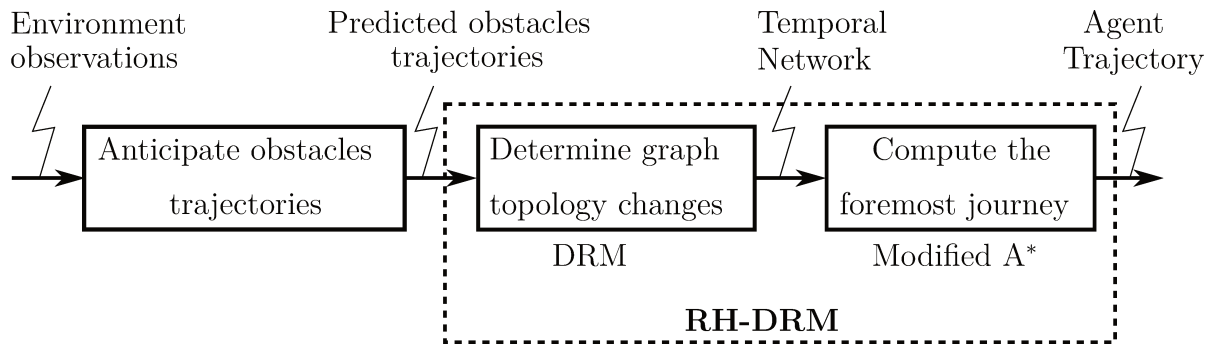 Environment
observations
Predicted obstacles
trajectories
Temporal
Network
Agent
Trajectory
Anticipate obstacles
trajectories
Determine graph
topology changes
Compute the
foremost journey
DRM
Modified A*
RH-DRM